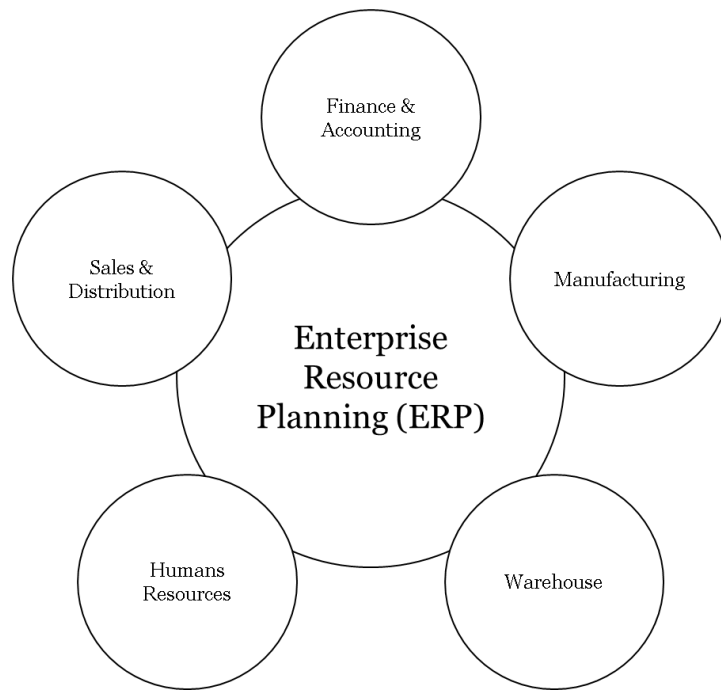 Finance &
Accounting
Sales &
Distribution
Manufacturing
Enterprise
Resource
Planning (ERP)
Humans
Resources
Warehouse